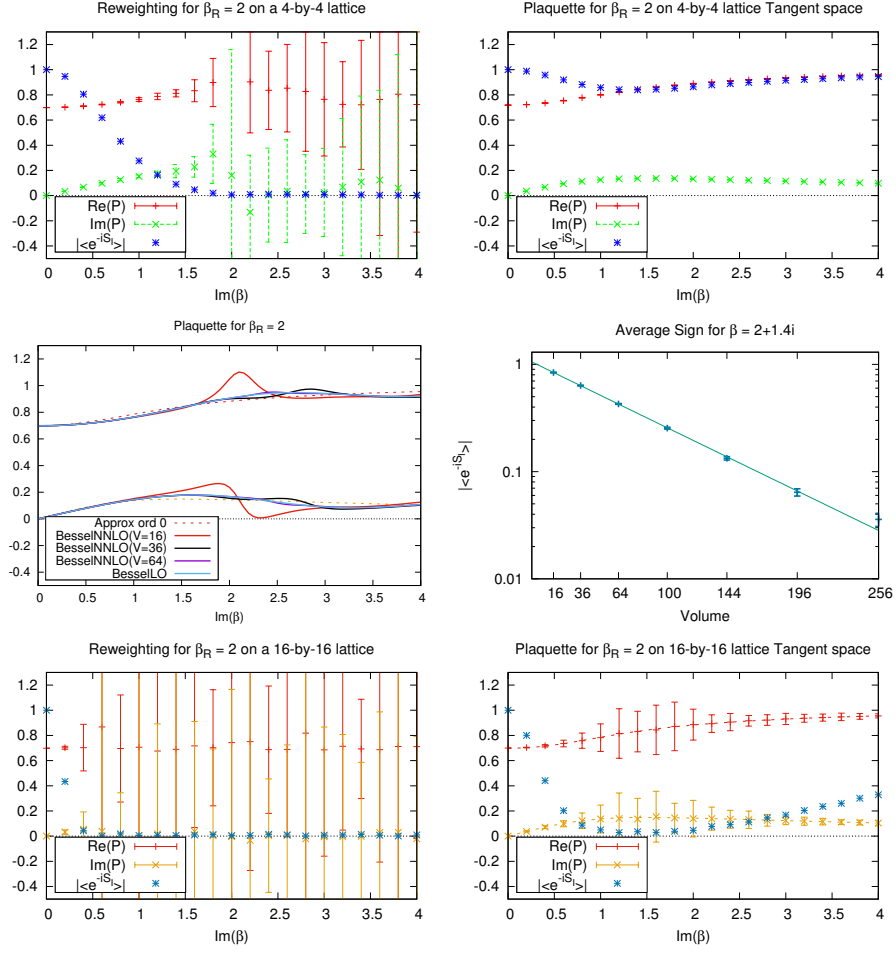 Reweighting for βR = 2 on a 4-by-4 lattice
1.2
1
0.8
0.6
0.4
0.2
0
-0.2
-0.4
Re(P)
Im(P)
|<e^-iS_I>|
0 0.5 1 1.5 2 2.5 3 3.5 4
Im(β)
Plaquette for βR = 2 on 4-by-4 lattice Tangent space
1.2
1
0.8
0.6
0.4
0.2
0
-0.2
-0.4
Re(P)
Im(P)
|<e^-iS_I>|
0 0.5 1 1.5 2 2.5 3 3.5 4
Im(β)
Plaquette for βR = 2
1.2
1
0.8
0.6
0.4
0.2
0
-0.2
-0.4
Approx ord 0
BesselNNLO(V=16)
BesselNNLO(V=36)
BesselNNLO(V=64)
BesselLO
0 0.5 1 1.5 2 2.5 3 3.5 4
Im(β)
Average Sign for β = 2+1.4i
|<e^-iS_I>|
1
0.1
0.01
16 36 64 100 144 196 256
Volume
Reweighting for βR = 2 on a 16-by-16 lattice
1.2
1
0.8
0.6
0.4
0.2
0
-0.2
-0.4
Re(P)
Im(P)
|<e^-iS_I>|
0 0.5 1 1.5 2 2.5 3 3.5 4
Im(β)
Plaquette for βR = 2 on 16-by-16 lattice Tangent space
1.2
1
0.8
0.6
0.4
0.2
0
-0.2
-0.4
Re(P)
Im(P)
|<e^-iS_I>|
0 0.5 1 1.5 2 2.5 3 3.5 4
Im(β)